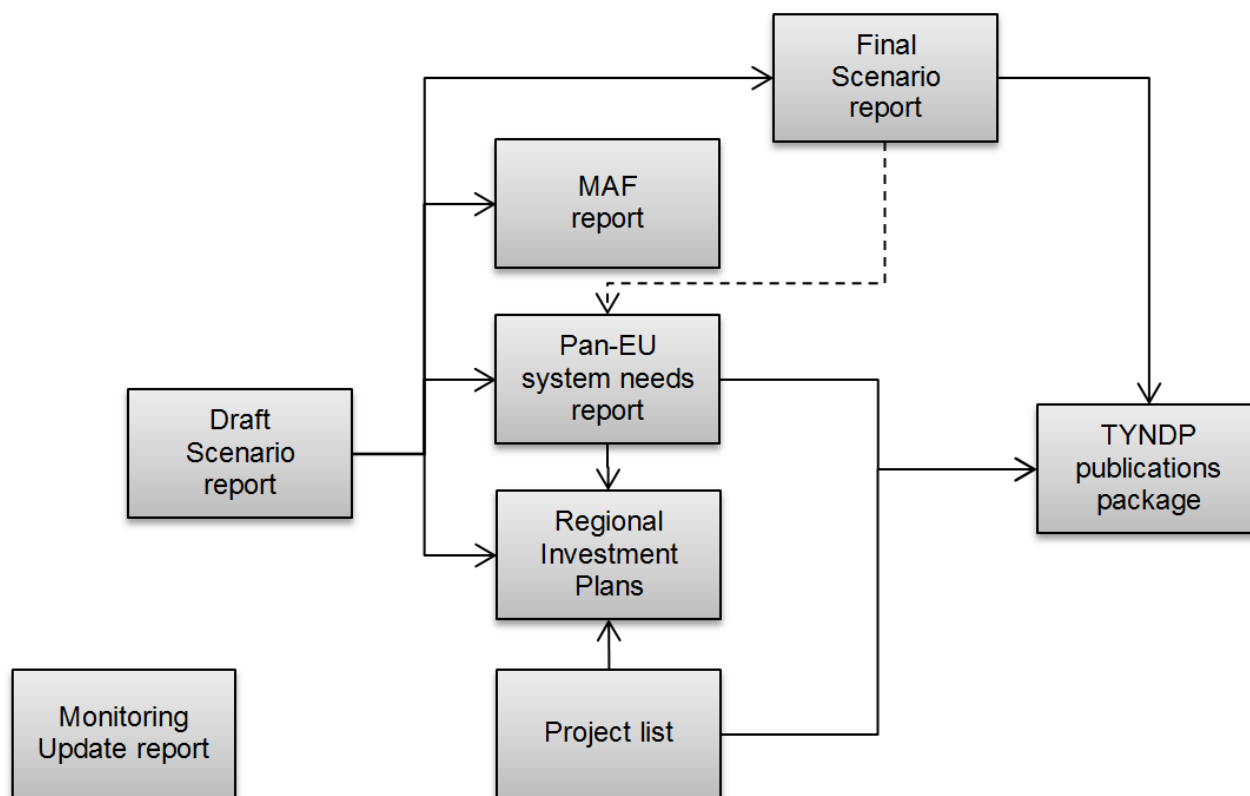 Final
Scenario
report
MAF
report
Pan-EU
system needs
report
Draft
Scenario
report
TYNDP
publications
package
Regional
Investment
Plans
Monitoring
Update report
Project list